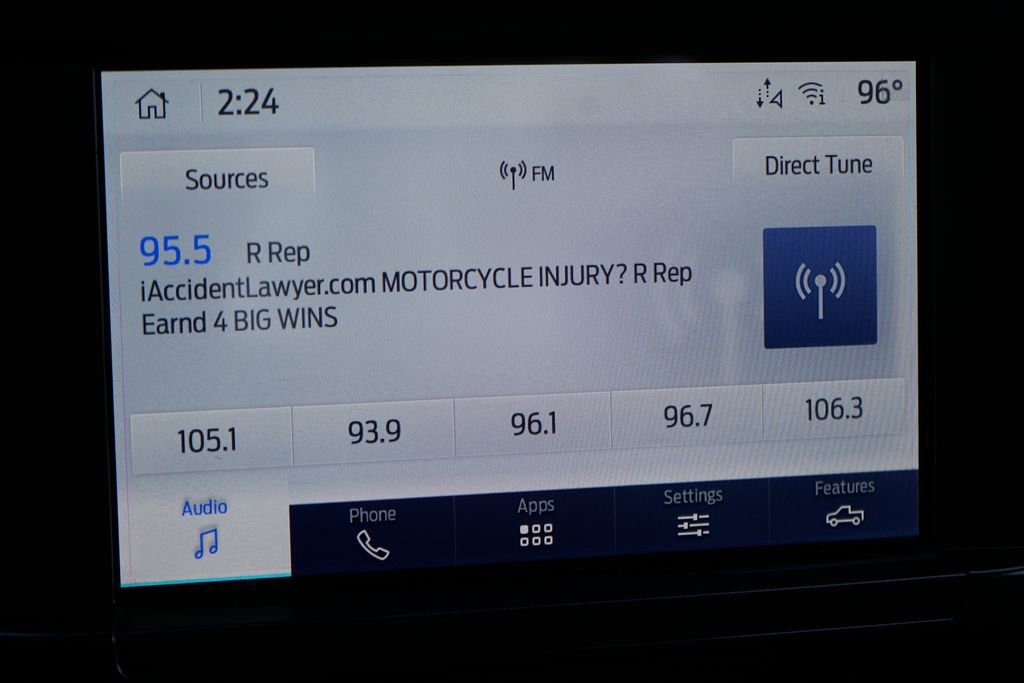 2:24
96°
Sources
FM
Direct Tune
95.5 R Rep
iAccidentLawyer.com MOTORCYCLE INJURY? R Rep
Earnd 4 BIG WINS
105.1 93.9 96.1 96.7 106.3
Audio Phone Apps Settings Features